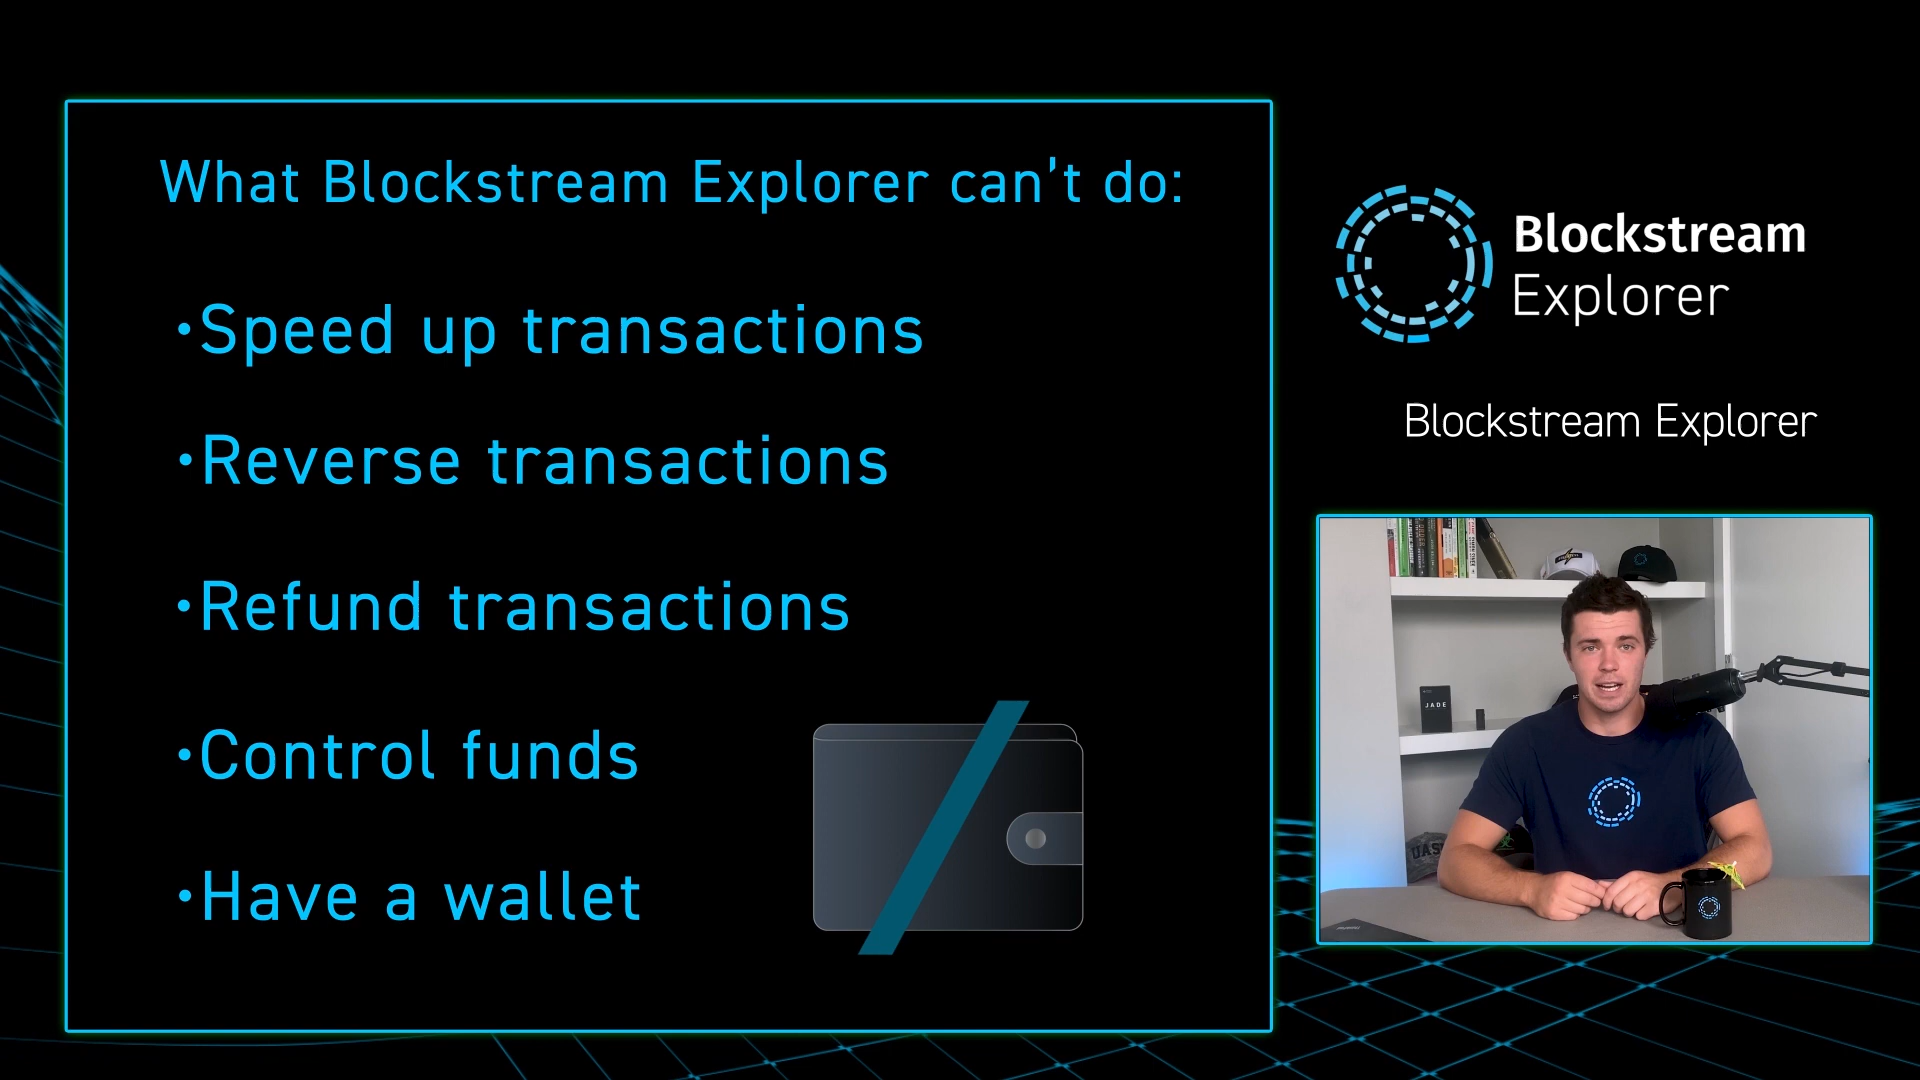 What Blockstream Explorer can't do:
•Speed up transactions
•Reverse transactions
•Refund transactions
•Control funds
•Have a wallet
Blockstream
Explorer
Blockstream Explorer
JADE